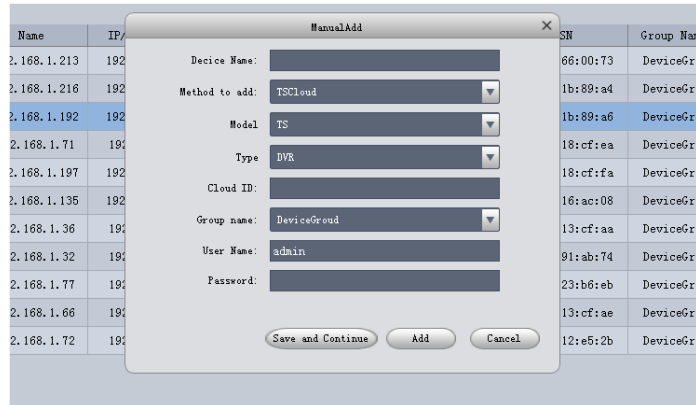 ManualAdd
Name IP/ SN Group Nam
2.168.1.213 192 66:00:73 DeviceGr
Decice Name:
2.168.1.216 192 1b:89:a4 DeviceGr
Method to add: TSCloud
2.168.1.192 192 1b:89:a6 DeviceGr
Model TS
2.168.1.71 192 18:cf:ea DeviceGr
Type DVR
2.168.1.197 192 18:cf:fa DeviceGr
Cloud ID:
2.168.1.135 192 16:ac:08 DeviceGr
Group name: DeviceGroud
2.168.1.36 192 13:cf:aa DeviceGr
User Name: admin
2.168.1.32 192 91:ab:74 DeviceGr
Password:
2.168.1.77 192 23:b6:eb DeviceGr
2.168.1.66 192 13:cf:ae DeviceGr
Save and Continue Add Cancel
2.168.1.72 192 12:e5:2b DeviceGr